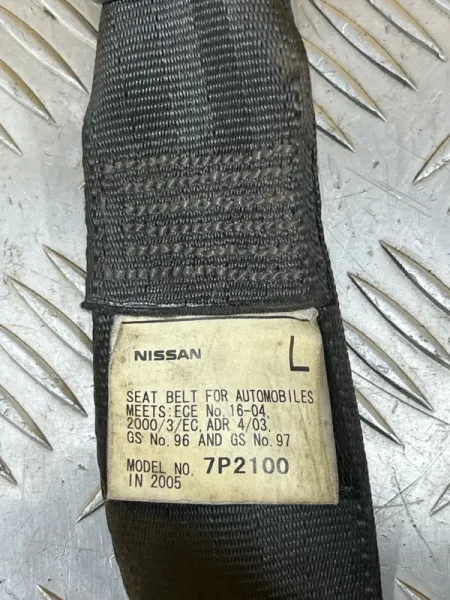 NISSAN L
SEAT BELT FOR AUTOMOBILES
MEETS:ECE No.16-04,
2000/3/EC, ADR 4/03,
GS No.96 AND GS No.97
MODEL NO. 7P2100
IN 2005